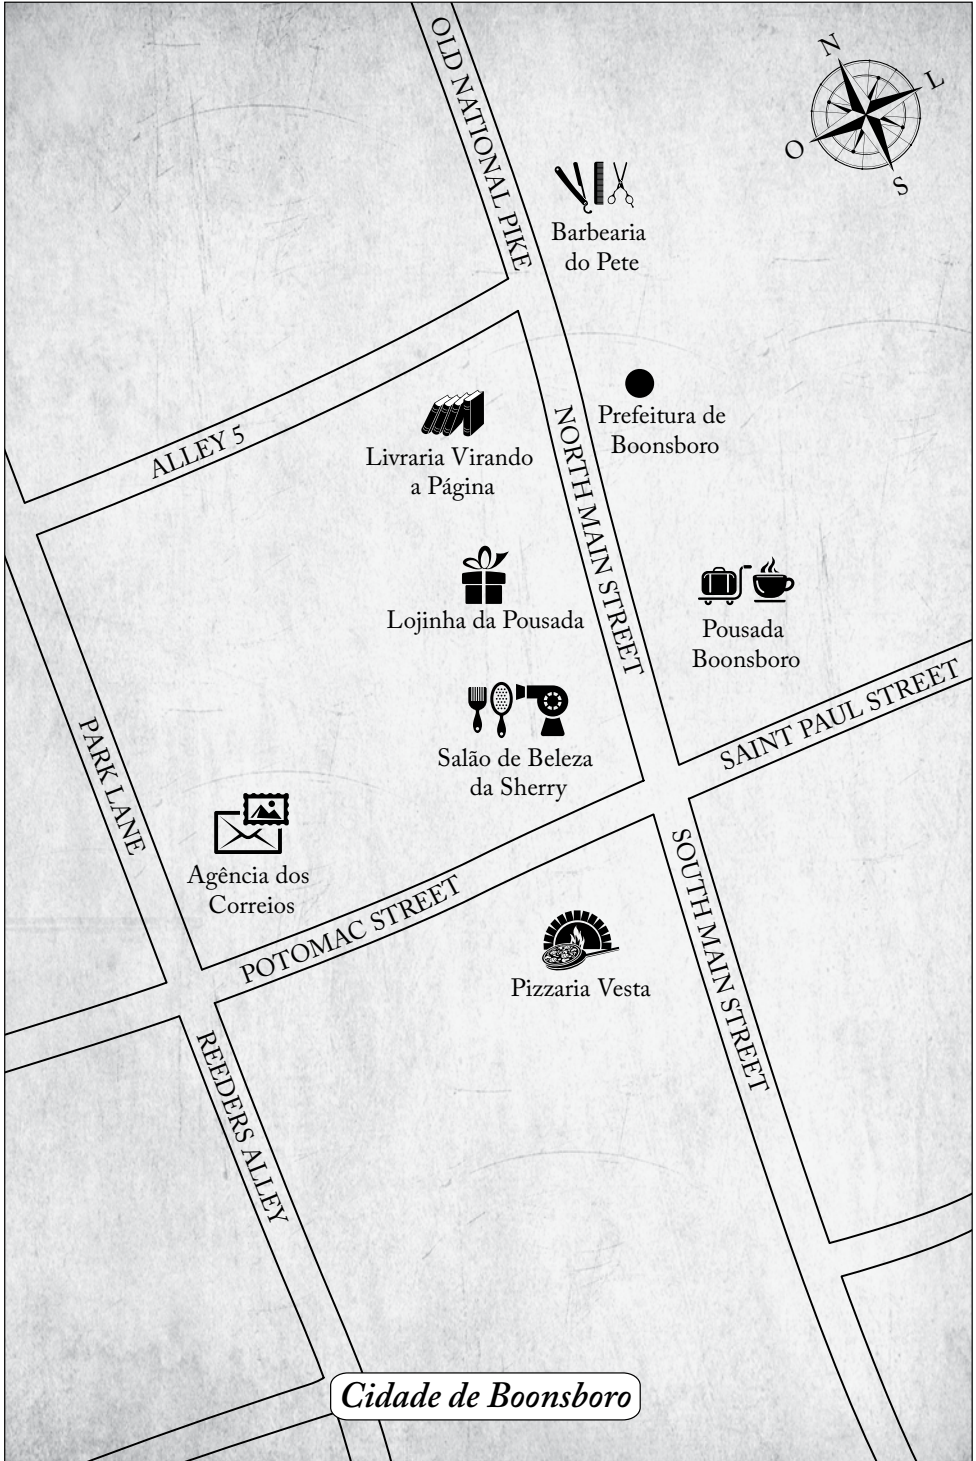 OLD NATIONAL PIKE
N
L
O
S
Barbearia
do Pete
Prefeitura de
Boonsboro
ALLEY 5
Livraria Virando
a Página
NORTH MAIN STREET
Lojinha da Pousada
Pousada
Boonsboro
SAINT PAUL STREET
Salão de Beleza
da Sherry
PARK LANE
Agência dos
Correios
POTOMAC STREET
SOUTH MAIN STREET
Pizzaria Vesta
REEDERS ALLEY
Cidade de Boonsboro